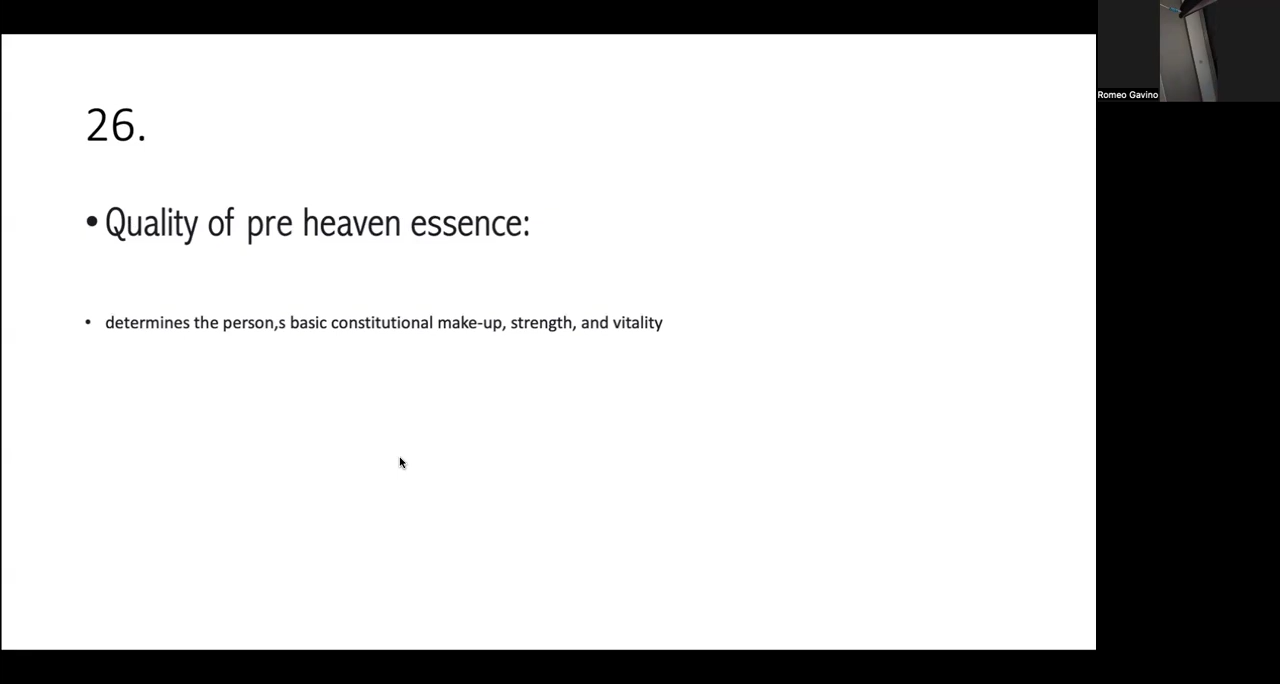 26.
• Quality of pre heaven essence:
• determines the person,s basic constitutional make-up, strength, and vitality
Romeo Gavino